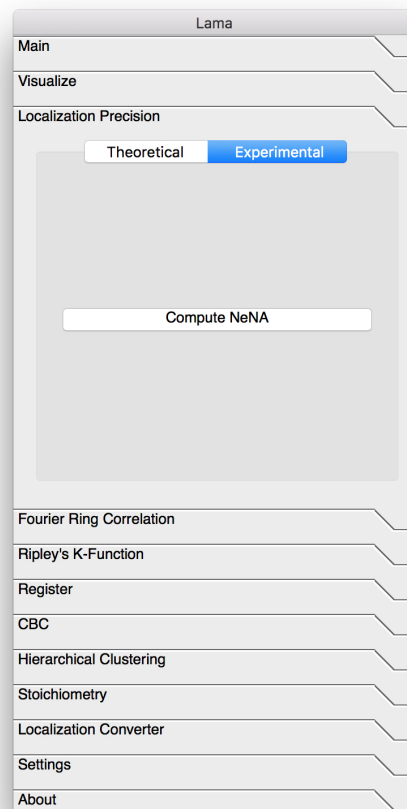 Lama
Main
Visualize
Localization Precision
Theoretical Experimental
Compute NeNA
Fourier Ring Correlation
Ripley's K-Function
Register
CBC
Hierarchical Clustering
Stoichiometry
Localization Converter
Settings
About